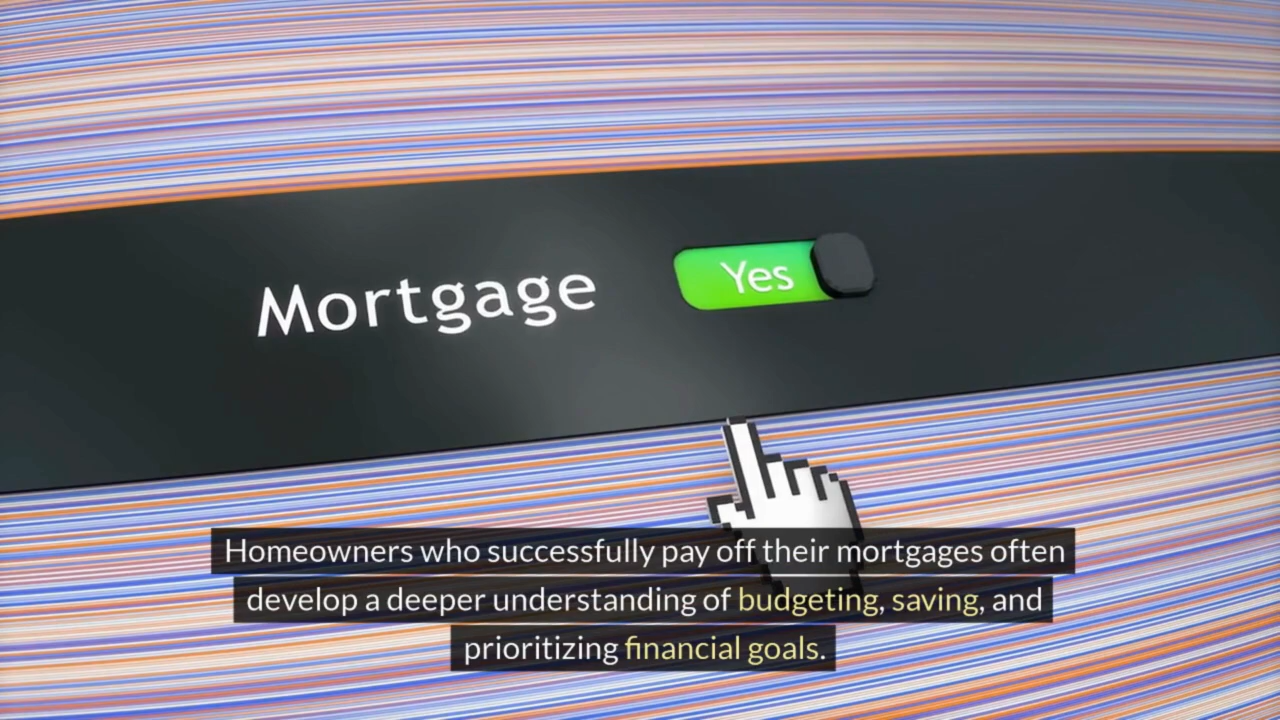 Mortgage Yes
Homeowners who successfully pay off their mortgages often
develop a deeper understanding of budgeting, saving, and
prioritizing financial goals.